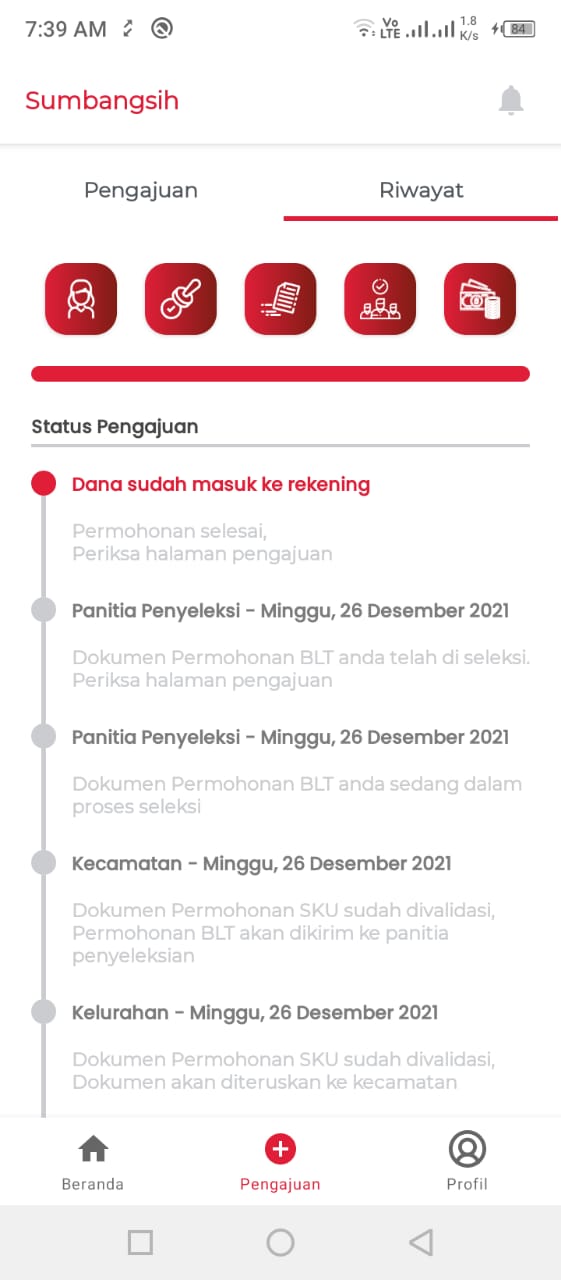 7:39 AM
Vo
LTE
1.8
K/s
84
Sumbangsih
Pengajuan
Riwayat
Status Pengajuan
Dana sudah masuk ke rekening
Permohonan selesai,
Periksa halaman pengajuan
Panitia Penyeleksi - Minggu, 26 Desember 2021
Dokumen Permohonan BLT anda telah di seleksi.
Periksa halaman pengajuan
Panitia Penyeleksi - Minggu, 26 Desember 2021
Dokumen Permohonan BLT anda sedang dalam
proses seleksi
Kecamatan - Minggu, 26 Desember 2021
Dokumen Permohonan SKU sudah divalidasi,
Permohonan BLT akan dikirim ke panitia
penyeleksian
Kelurahan - Minggu, 26 Desember 2021
Dokumen Permohonan SKU sudah divalidasi,
Dokumen akan diteruskan ke kecamatan
Beranda
Pengajuan
Profil